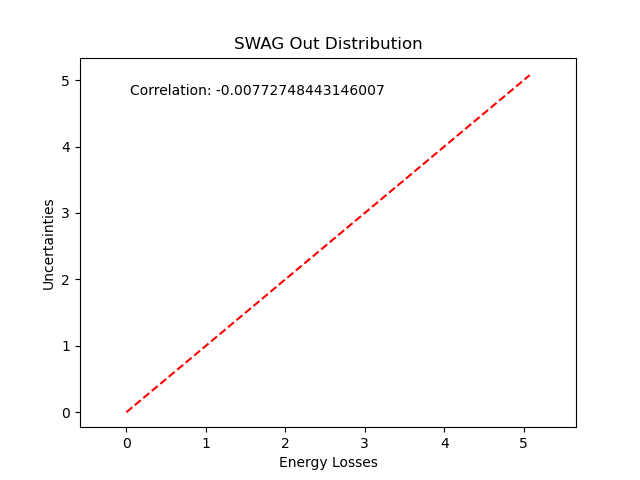 SWAG Out Distribution
Correlation: -0.00772748443146007
5
4
3
2
1
0
Uncertainties
0 1 2 3 4 5
Energy Losses